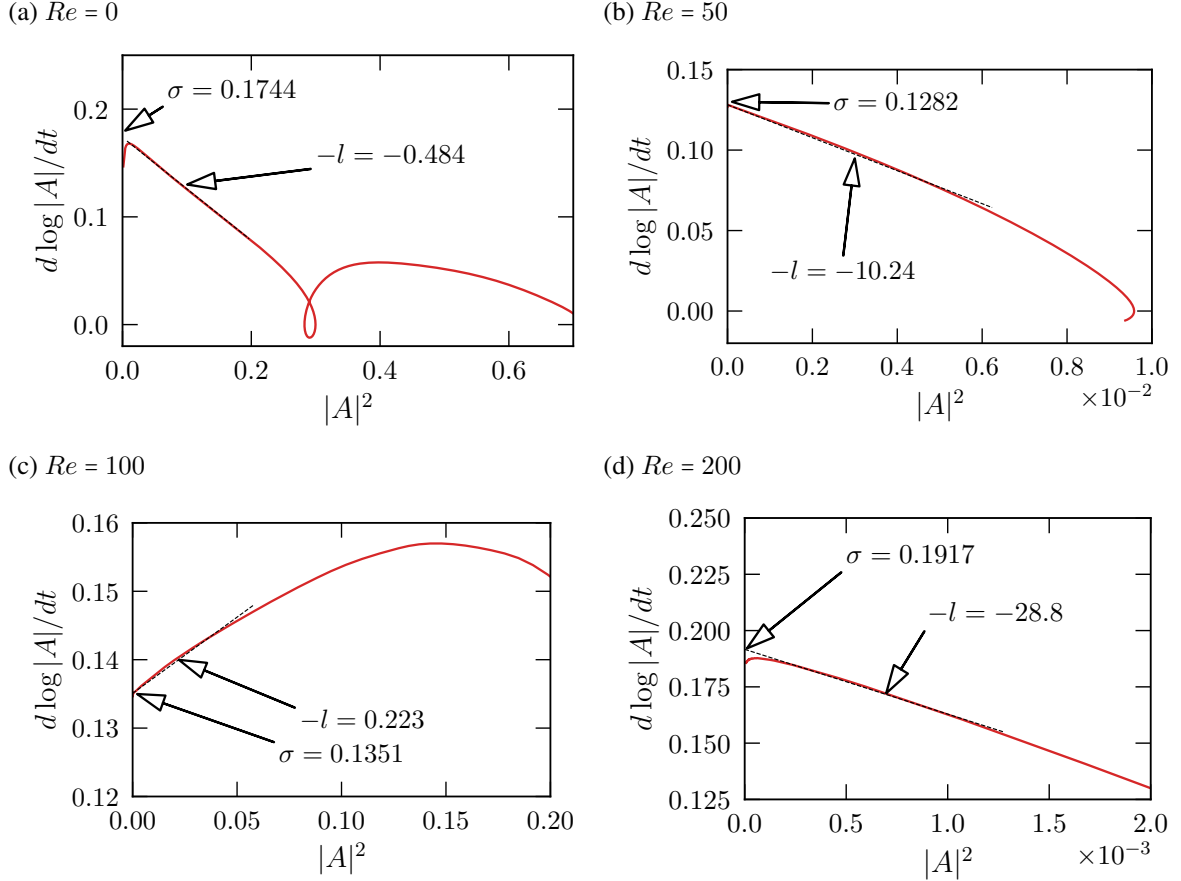 (a) Re = 0
σ = 0.1744
−l = −0.484
d log |A|/dt
0.2
0.1
0.0
0.0 0.2 0.4 0.6
|A|²
(b) Re = 50
σ = 0.1282
−l = −10.24
d log |A|/dt
0.15
0.10
0.05
0.00
0.0 0.2 0.4 0.6 0.8 1.0
|A|² ×10⁻²
(c) Re = 100
−l = 0.223
σ = 0.1351
d log |A|/dt
0.16
0.15
0.14
0.13
0.12
0.00 0.05 0.10 0.15 0.20
|A|²
(d) Re = 200
σ = 0.1917
−l = −28.8
d log |A|/dt
0.250
0.225
0.200
0.175
0.150
0.125
0.0 0.5 1.0 1.5 2.0
|A|² ×10⁻³